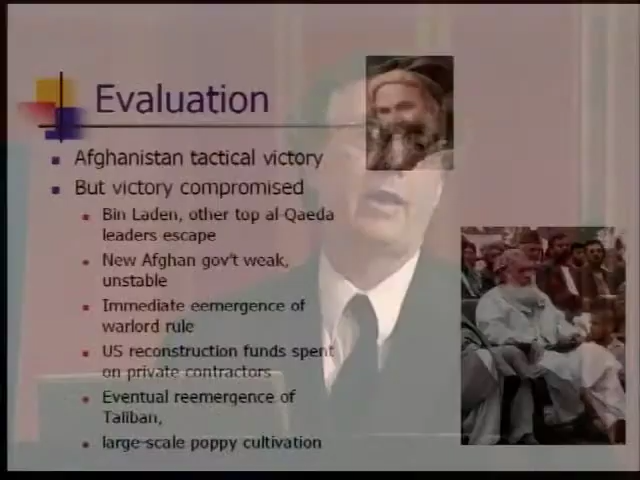 Evaluation
Afghanistan tactical victory
But victory compromised
Bin Laden, other top al-Qaeda
leaders escape
New Afghan gov't weak,
unstable
Immediate eemergence of
warlord rule
US reconstruction funds spent
on private contractors
Eventual reemergence of
Taliban,
large-scale poppy cultivation